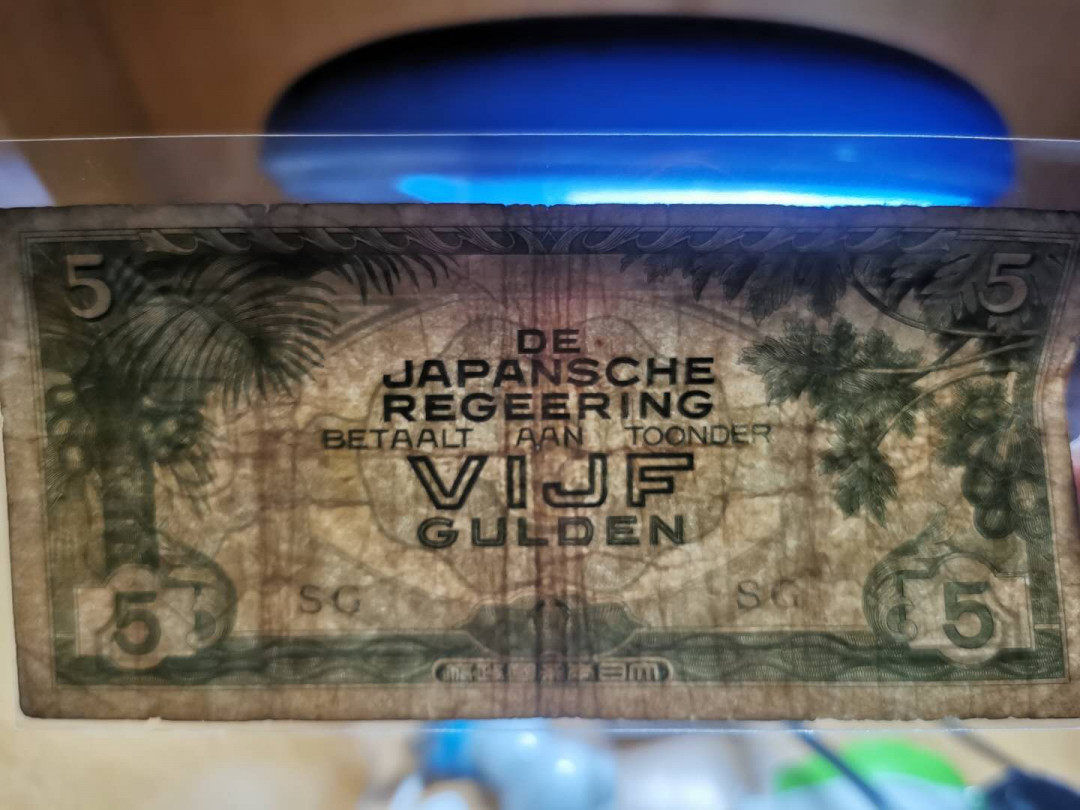 5 5
DE
JAPANSCHE
REGEERING
BETAALT AAN TOONDER
VIJF
GULDEN
SG SG
5 5